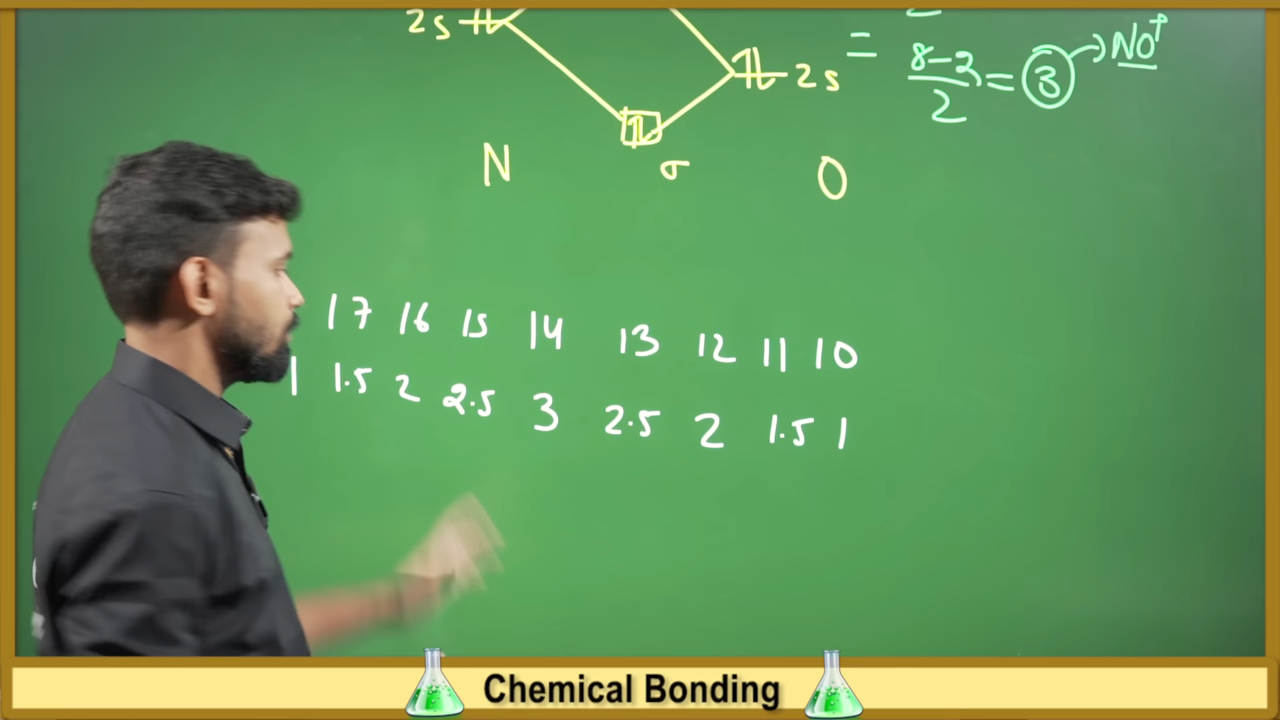 2s
= 8-2/2 = 3 → NO⁺
2s
N σ O
17 16 15 14 13 12 11 10
1 1.5 2 2.5 3 2.5 2 1.5 1
Chemical Bonding